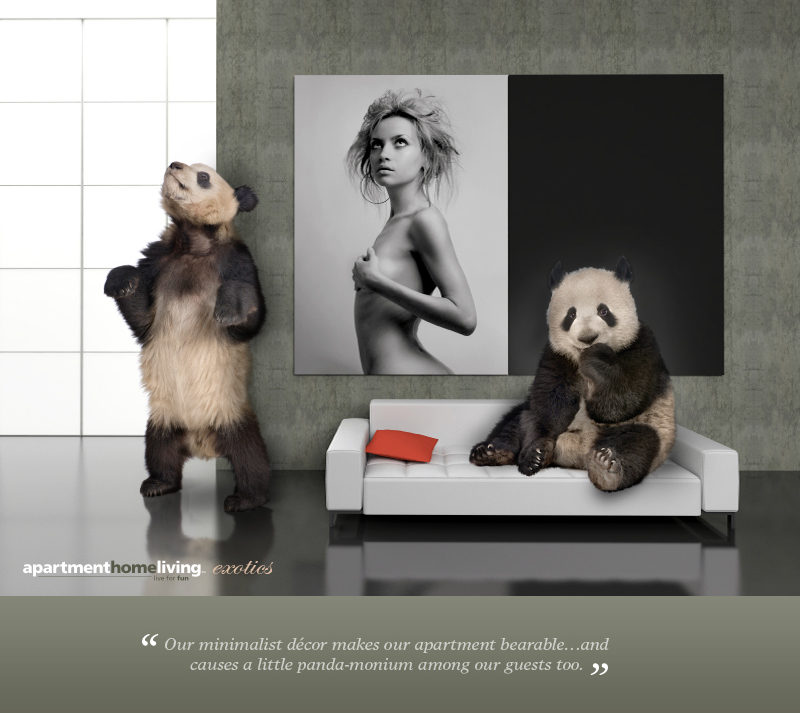 apartmenthomeliving™ exotics
live for fun
“ Our minimalist décor makes our apartment bearable…and
causes a little panda-monium among our guests too. ”